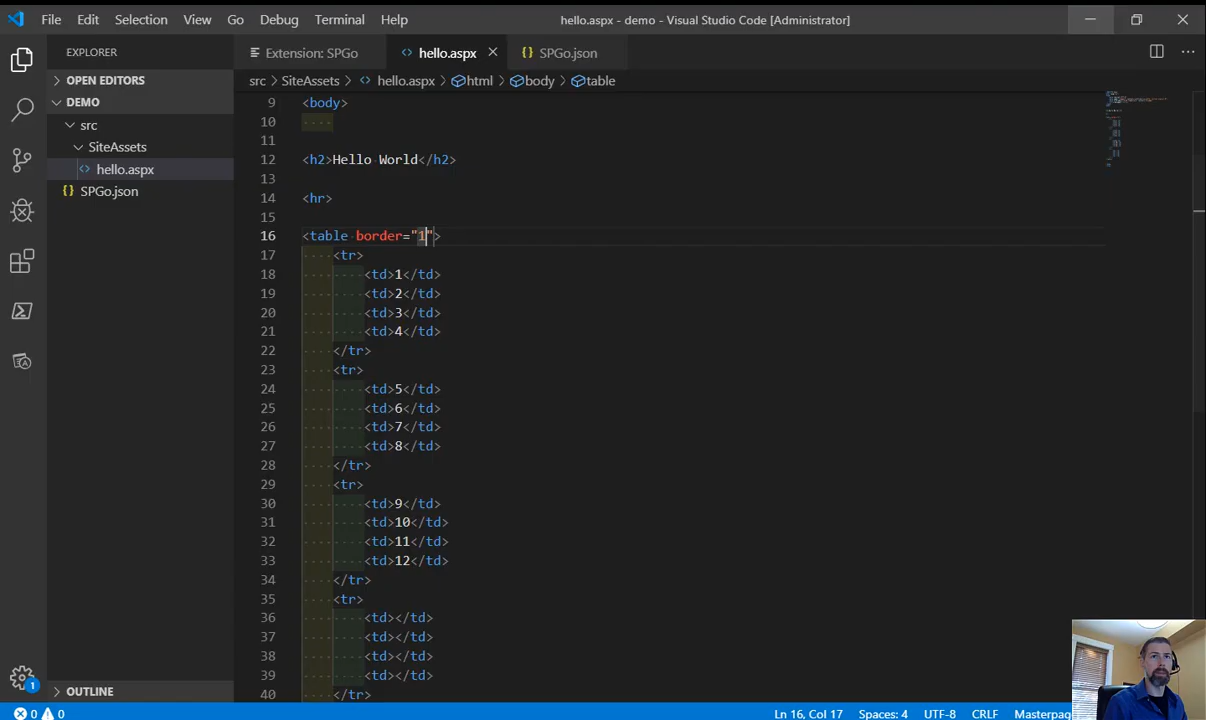 File Edit Selection View Go Debug Terminal Help hello.aspx - demo - Visual Studio Code [Administrator]
EXPLORER
OPEN EDITORS
DEMO
src
SiteAssets
hello.aspx
SPGo.json
OUTLINE
1
Extension: SPGo hello.aspx SPGo.json
src > SiteAssets > hello.aspx > html > body > table
9 <body>
10 ....
11
12 <h2>Hello World</h2>
13
14 <hr>
15
16 <table border="1">
17 <tr>
18 <td>1</td>
19 <td>2</td>
20 <td>3</td>
21 <td>4</td>
22 </tr>
23 <tr>
24 <td>5</td>
25 <td>6</td>
26 <td>7</td>
27 <td>8</td>
28 </tr>
29 <tr>
30 <td>9</td>
31 <td>10</td>
32 <td>11</td>
33 <td>12</td>
34 </tr>
35 <tr>
36 <td></td>
37 <td></td>
38 <td></td>
39 <td></td>
40 </tr>
0 0 Ln 16, Col 17 Spaces: 4 UTF-8 CRLF Masterpag